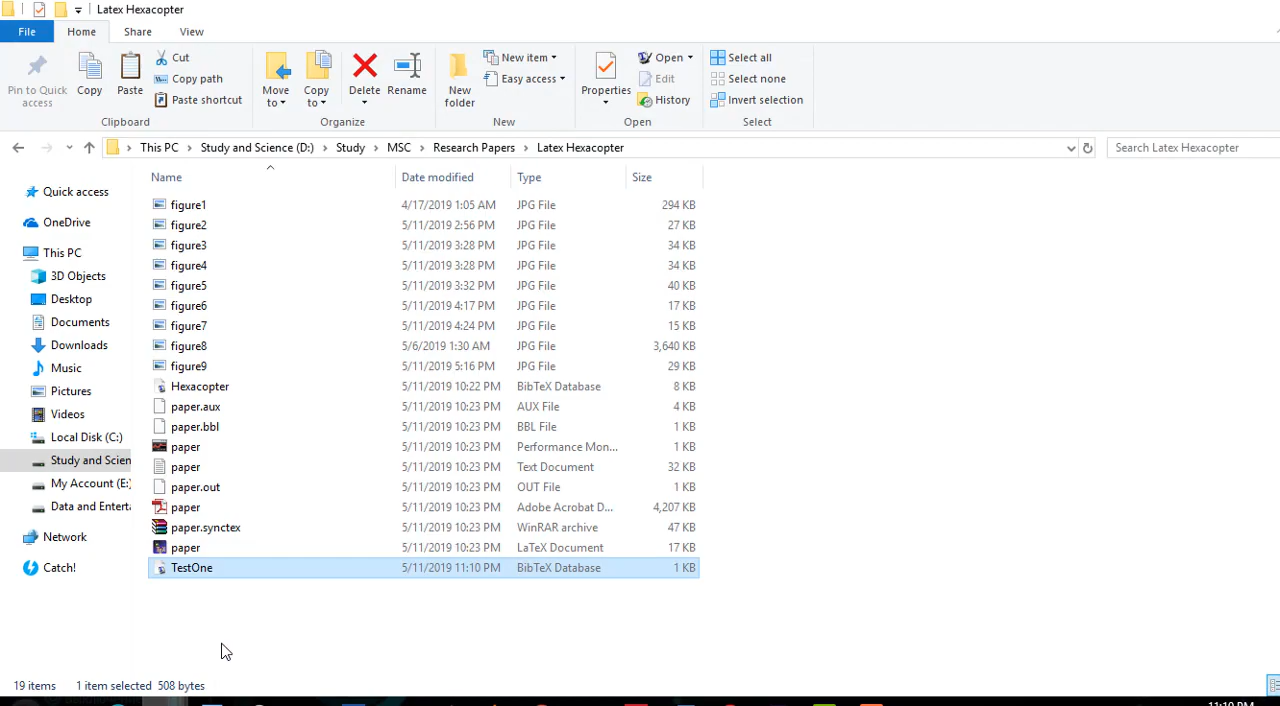 Latex Hexacopter
File Home Share View
Pin to Quick access
Copy
Paste
Cut
Copy path
Paste shortcut
Clipboard
Move to
Copy to
Delete
Rename
Organize
New folder
New item
Easy access
New
Properties
Open
Edit
History
Open
Select all
Select none
Invert selection
Select
This PC > Study and Science (D:) > Study > MSC > Research Papers > Latex Hexacopter
Search Latex Hexacopter
Quick access
OneDrive
This PC
3D Objects
Desktop
Documents
Downloads
Music
Pictures
Videos
Local Disk (C:)
Study and Scien
My Account (E:)
Data and Enterta
Network
Catch!
Name Date modified Type Size
figure1 4/17/2019 1:05 AM JPG File 294 KB
figure2 5/11/2019 2:56 PM JPG File 27 KB
figure3 5/11/2019 3:28 PM JPG File 34 KB
figure4 5/11/2019 3:28 PM JPG File 34 KB
figure5 5/11/2019 3:32 PM JPG File 40 KB
figure6 5/11/2019 4:17 PM JPG File 17 KB
figure7 5/11/2019 4:24 PM JPG File 15 KB
figure8 5/6/2019 1:30 AM JPG File 3,640 KB
figure9 5/11/2019 5:16 PM JPG File 29 KB
Hexacopter 5/11/2019 10:22 PM BibTeX Database 8 KB
paper.aux 5/11/2019 10:23 PM AUX File 4 KB
paper.bbl 5/11/2019 10:23 PM BBL File 1 KB
paper 5/11/2019 10:23 PM Performance Mon... 1 KB
paper 5/11/2019 10:23 PM Text Document 32 KB
paper.out 5/11/2019 10:23 PM OUT File 1 KB
paper 5/11/2019 10:23 PM Adobe Acrobat D... 4,207 KB
paper.synctex 5/11/2019 10:23 PM WinRAR archive 47 KB
paper 5/11/2019 10:23 PM LaTeX Document 17 KB
TestOne 5/11/2019 11:10 PM BibTeX Database 1 KB
19 items 1 item selected 508 bytes
11:10 PM